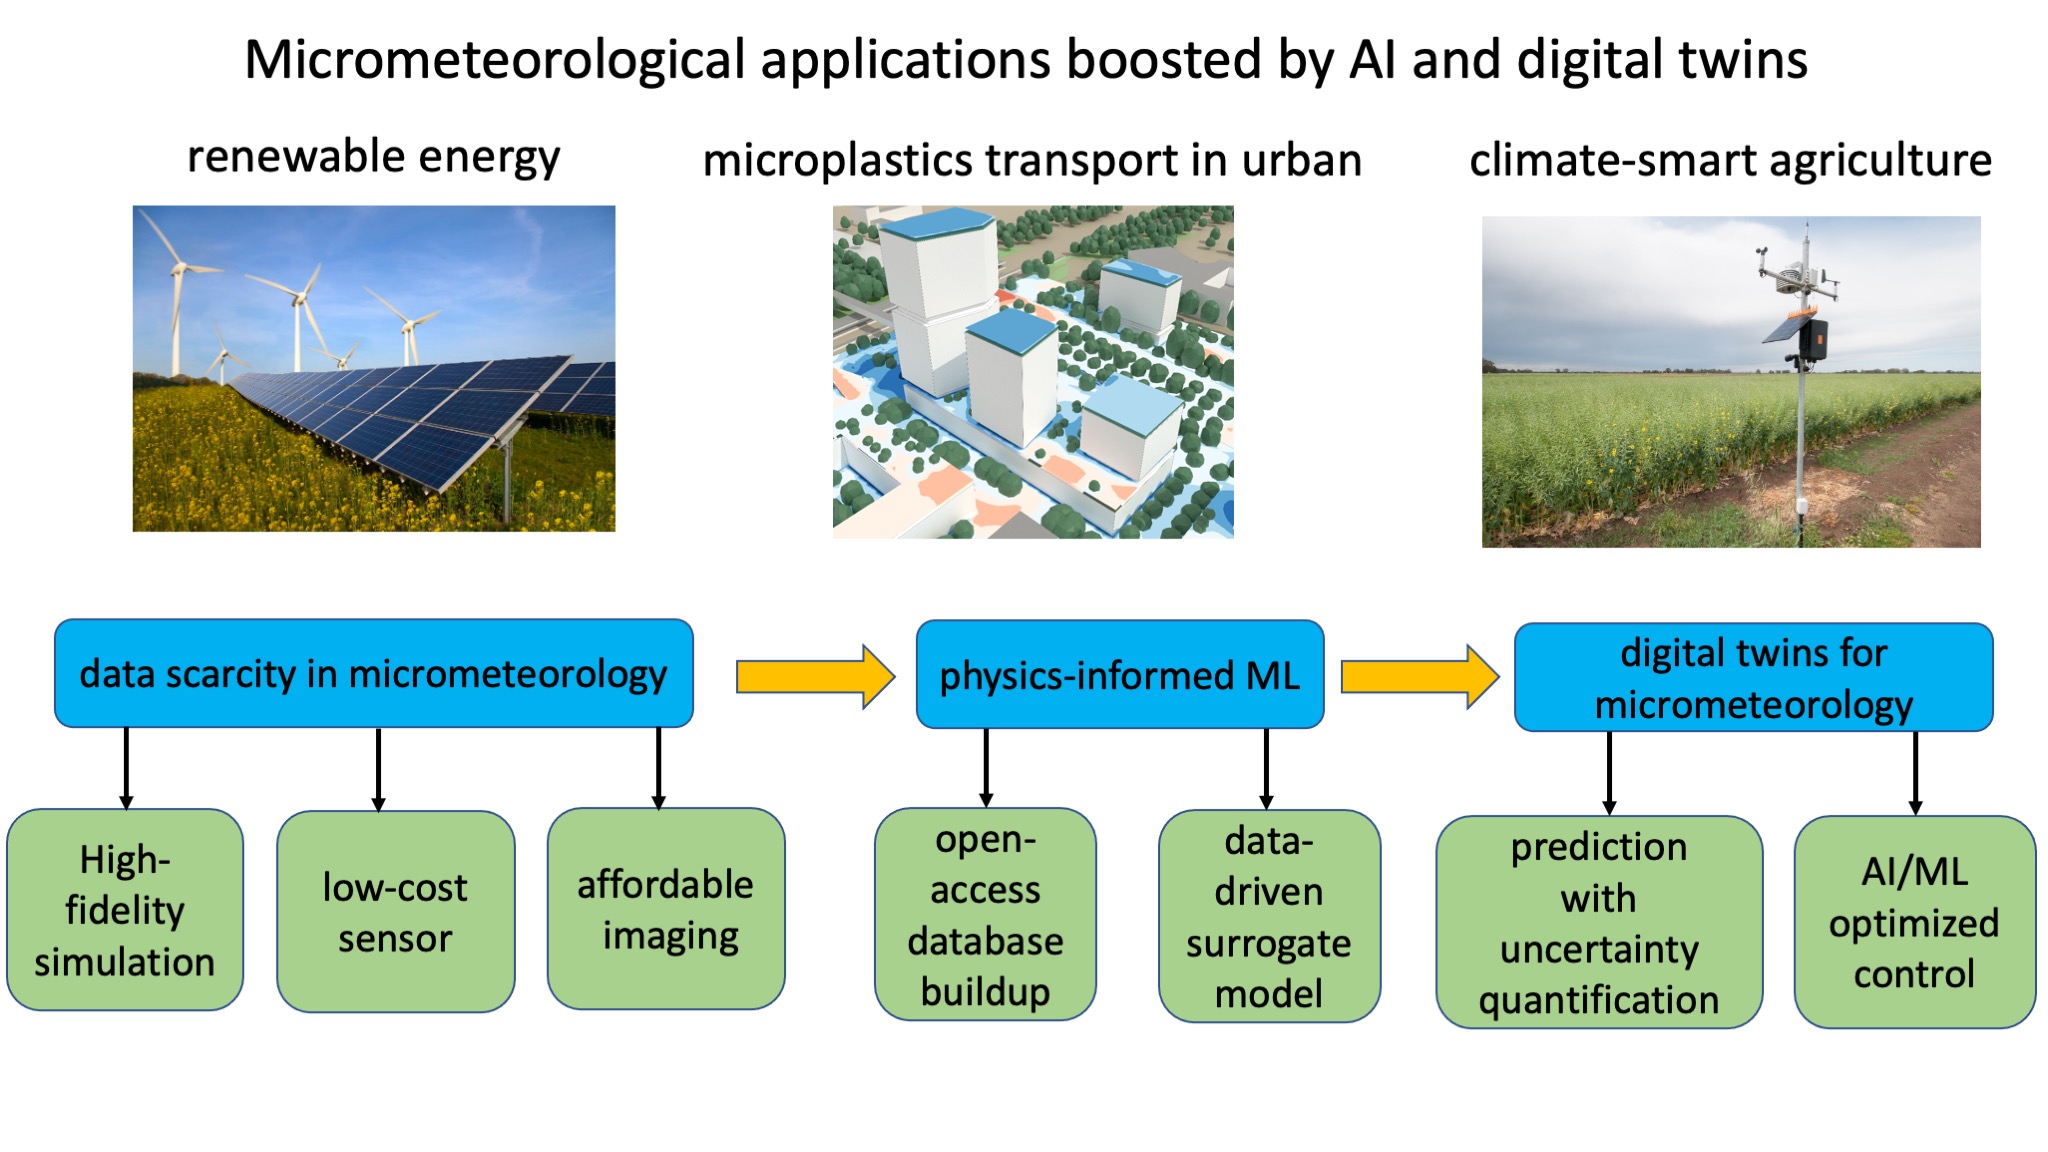 Micrometeorological applications boosted by AI and digital twins
renewable energy
microplastics transport in urban
climate-smart agriculture
data scarcity in micrometeorology
physics-informed ML
digital twins for
micrometeorology
High-
fidelity
simulation
low-cost
sensor
affordable
imaging
open-
access
database
buildup
data-
driven
surrogate
model
prediction
with
uncertainty
quantification
AI/ML
optimized
control